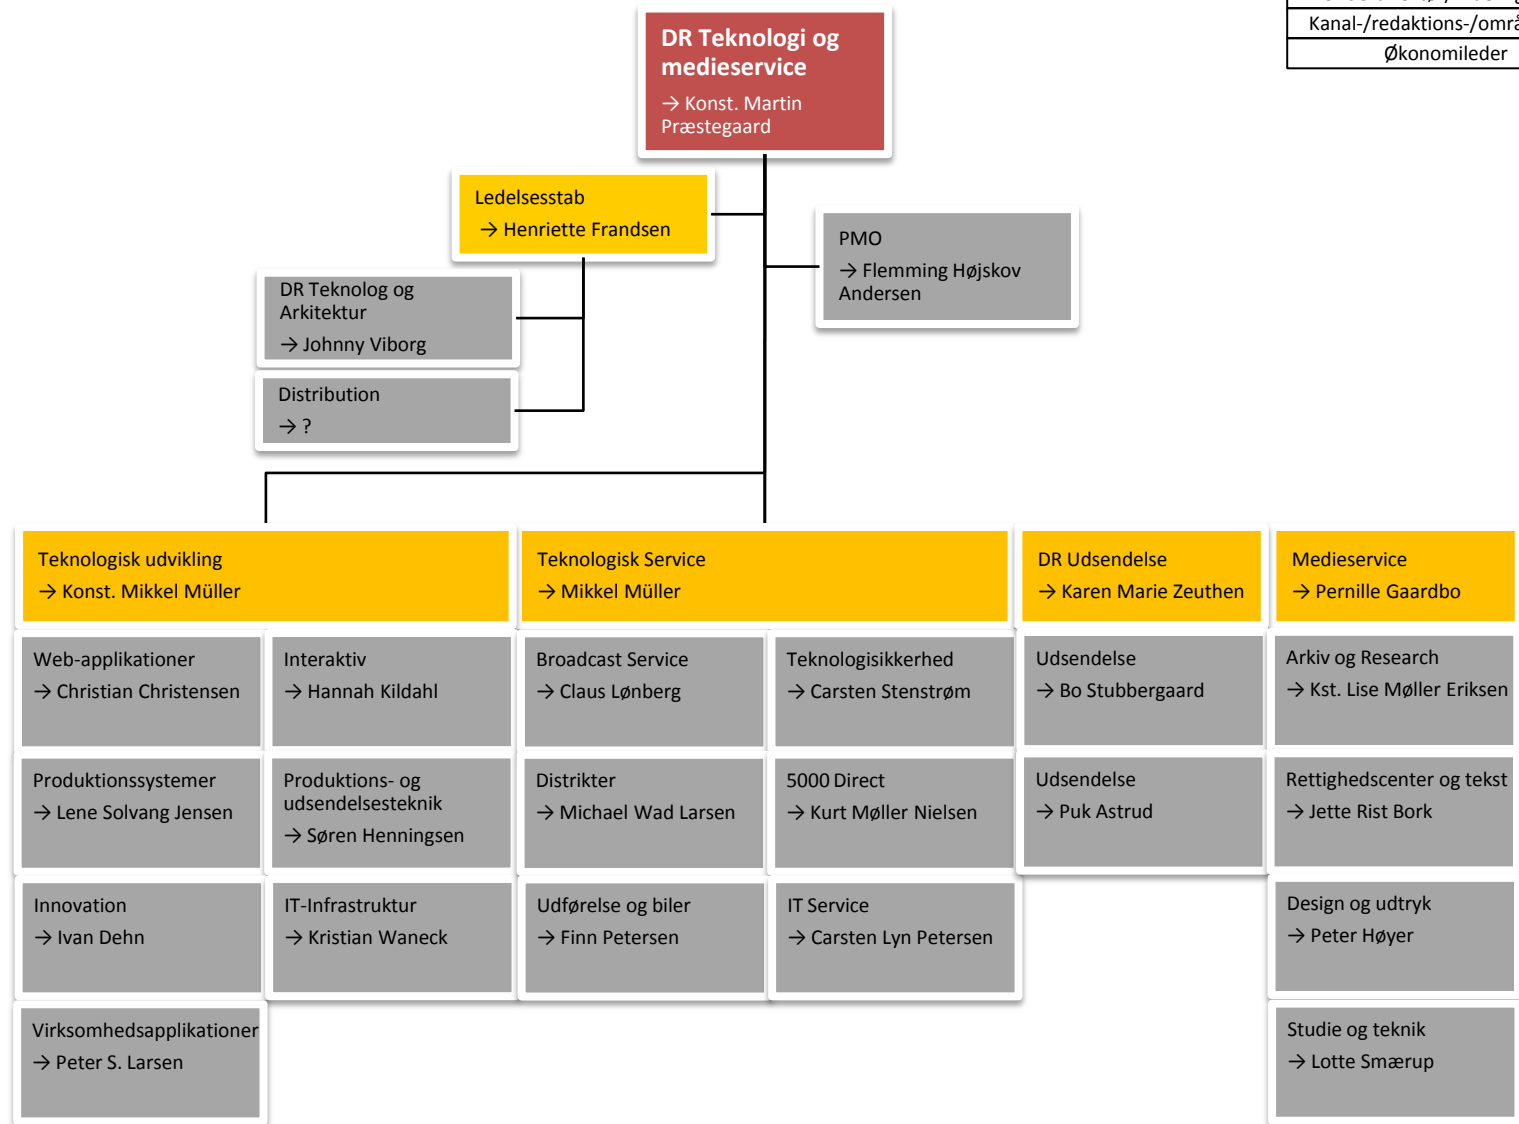 Kanal-/redaktions-/områ
Økonomileder
DR Teknologi og
medieservice
→ Konst. Martin
Præstegaard
Ledelsesstab
→ Henriette Frandsen
PMO
→ Flemming Højskov
Andersen
DR Teknolog og
Arkitektur
→ Johnny Viborg
Distribution
→ ?
Teknologisk udvikling
→ Konst. Mikkel Müller
Teknologisk Service
→ Mikkel Müller
DR Udsendelse
→ Karen Marie Zeuthen
Medieservice
→ Pernille Gaardbo
Web-applikationer
→ Christian Christensen
Interaktiv
→ Hannah Kildahl
Broadcast Service
→ Claus Lønberg
Teknologisikkerhed
→ Carsten Stenstrøm
Udsendelse
→ Bo Stubbergaard
Arkiv og Research
→ Kst. Lise Møller Eriksen
Produktionssystemer
→ Lene Solvang Jensen
Produktions- og
udsendelsesteknik
→ Søren Henningsen
Distrikter
→ Michael Wad Larsen
5000 Direct
→ Kurt Møller Nielsen
Udsendelse
→ Puk Astrud
Rettighedscenter og tekst
→ Jette Rist Bork
Innovation
→ Ivan Dehn
IT-Infrastruktur
→ Kristian Waneck
Udførelse og biler
→ Finn Petersen
IT Service
→ Carsten Lyn Petersen
Design og udtryk
→ Peter Høyer
Virksomhedsapplikationer
→ Peter S. Larsen
Studie og teknik
→ Lotte Smærup